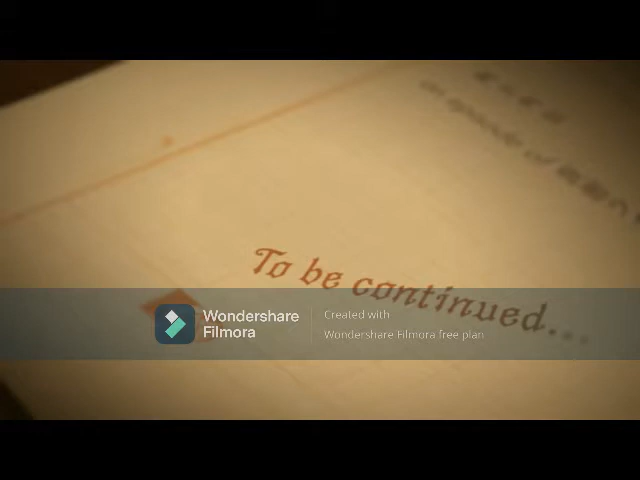 To be continued...
Wondershare
Filmora
Created with
Wondershare Filmora free plan